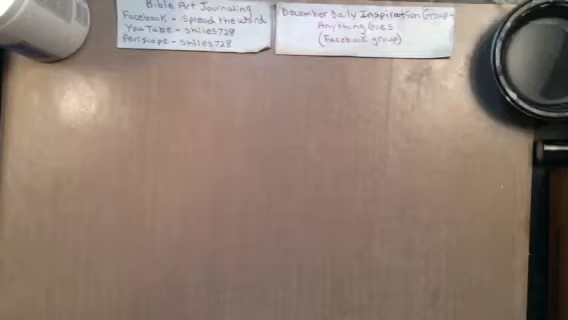 Bible Art Journaling
Facebook - Spread the Word
YouTube - shiles728
Periscope - shiles728
December Daily Inspiration Group -
Anything Goes
(Facebook group)